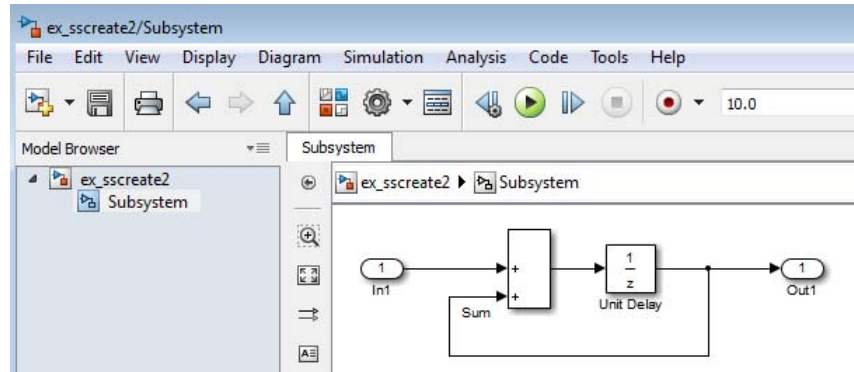 ex_sscreate2/Subsystem
File Edit View Display Diagram Simulation Analysis Code Tools Help
10.0
Model Browser
Subsystem
ex_sscreate2
Subsystem
ex_sscreate2 Subsystem
1
In1
+
+
Sum
1
z
Unit Delay
1
Out1